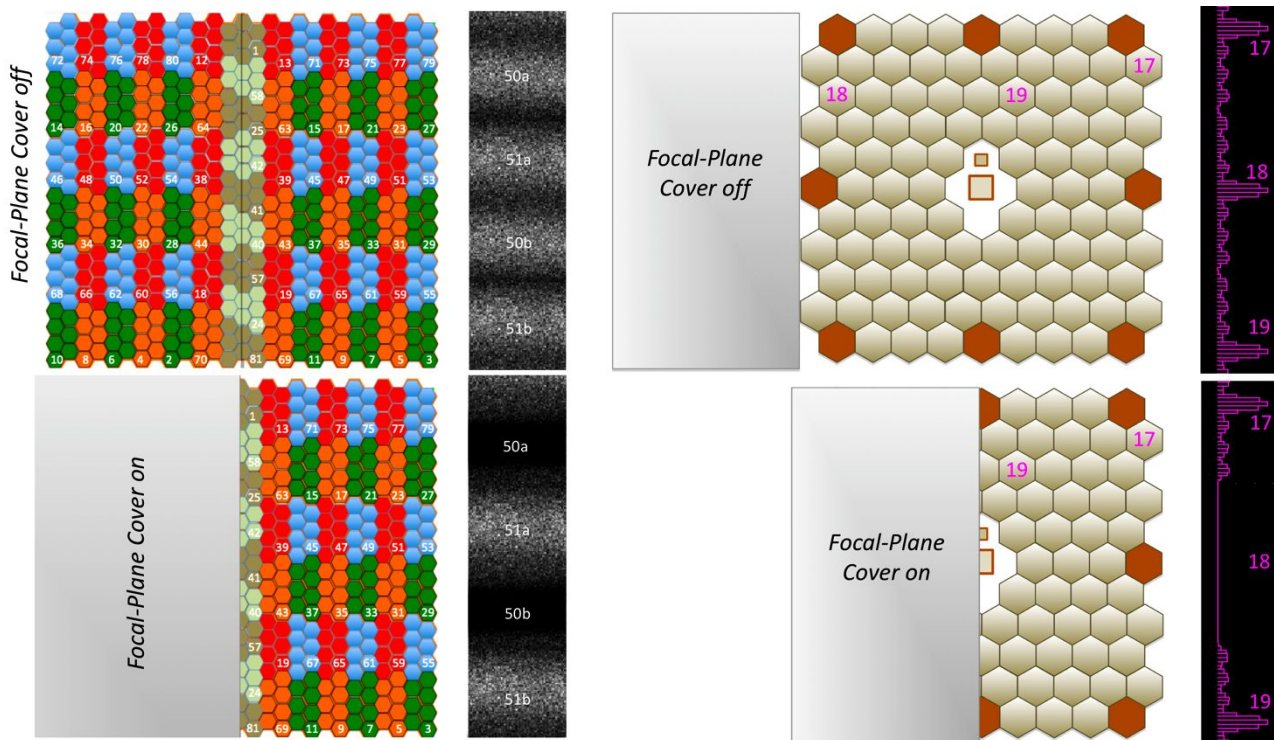 Focal-Plane Cover off
72 74 76 78 80 12 1 13 71 73 75 77 79
58
14 16 20 22 26 64 25 63 15 17 21 23 27
42
46 48 50 52 54 38 39 45 47 49 51 53
41
36 34 32 30 28 44 40 43 37 35 33 31 29
57
68 66 62 60 56 18 19 67 65 61 59 55
24
10 8 6 4 2 70 81 69 11 9 7 5 3
50a
51a
50b
51b
Focal-Plane
Cover off
17
18 19
17
18
19
Focal-Plane Cover on
1
13 71 73 75 77 79
58
25 63 15 17 21 23 27
42
39 45 47 49 51 53
41
40 43 37 35 33 31 29
57
19 67 65 61 59 55
24
81 69 11 9 7 5 3
50a
51a
50b
51b
Focal-Plane
Cover on
17
19
17
18
19